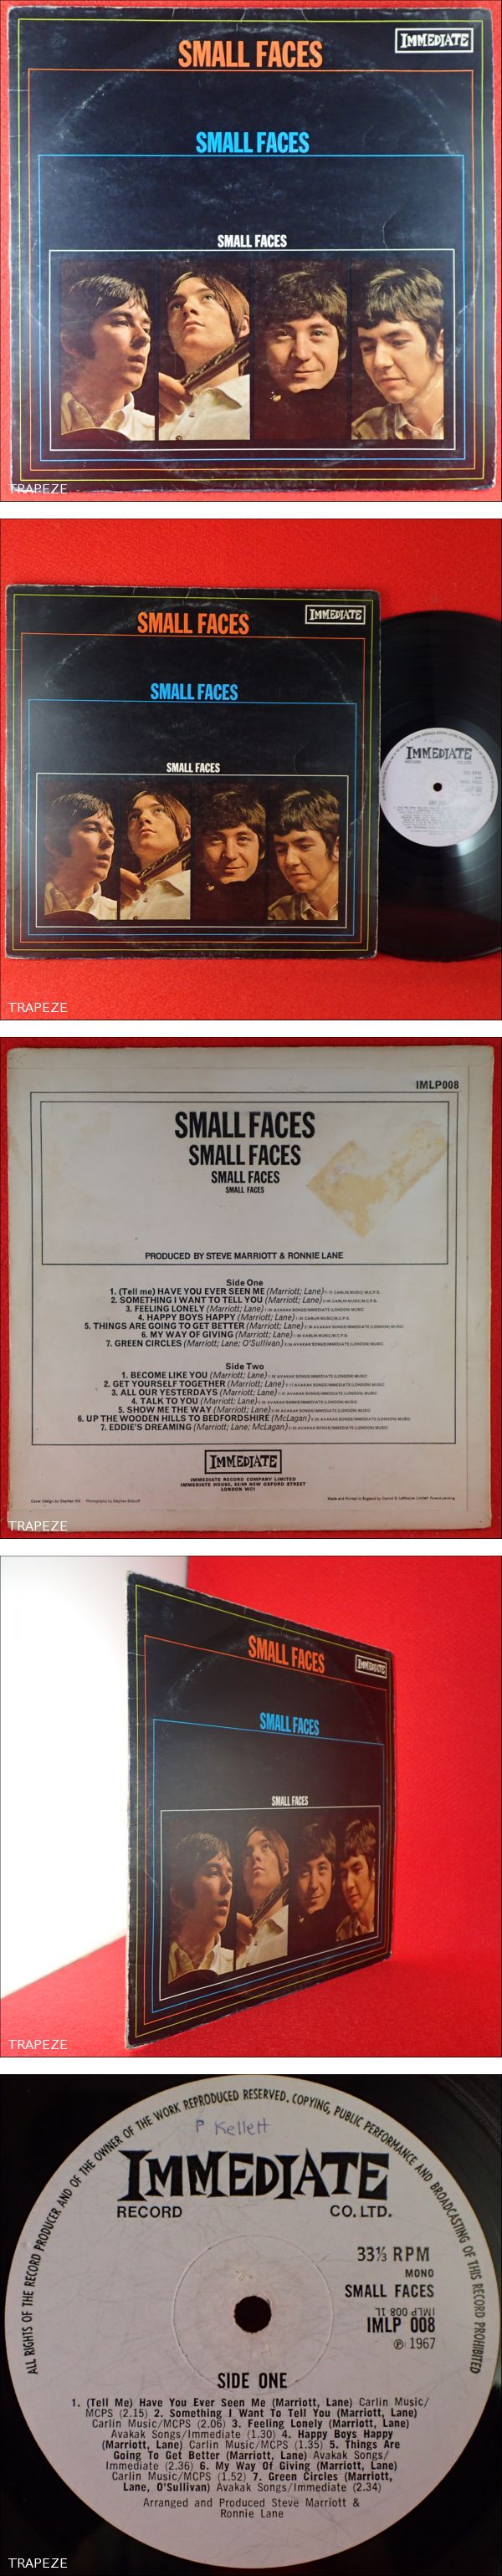 SMALL FACES
IMMEDIATE
SMALL FACES
SMALL FACES
TRAPEZE
SMALL FACES
IMMEDIATE
SMALL FACES
SMALL FACES
IMMEDIATE
TRAPEZE
IMLP008
SMALL FACES
SMALL FACES
SMALL FACES
SMALL FACES
PRODUCED BY STEVE MARRIOTT & RONNIE LANE
Side One
1. (Tell me) HAVE YOU EVER SEEN ME (Marriott; Lane)
2. SOMETHING I WANT TO TELL YOU (Marriott; Lane)
3. FEELING LONELY (Marriott; Lane)
4. HAPPY BOYS HAPPY (Marriott; Lane)
5. THINGS ARE GOING TO GET BETTER (Marriott; Lane)
6. MY WAY OF GIVING (Marriott; Lane)
7. GREEN CIRCLES (Marriott; Lane; O'Sullivan)
Side Two
1. BECOME LIKE YOU (Marriott; Lane)
2. GET YOURSELF TOGETHER (Marriott; Lane)
3. ALL OUR YESTERDAYS (Marriott; Lane)
4. TALK TO YOU (Marriott; Lane)
5. SHOW ME THE WAY (Marriott; Lane)
6. UP THE WOODEN HILLS TO BEDFORDSHIRE (McLagan)
7. EDDIE'S DREAMING (Marriott; Lane; McLagan)
IMMEDIATE
IMMEDIATE RECORD COMPANY LIMITED
IMMEDIATE HOUSE, 63/69 NEW OXFORD STREET
LONDON WC1
TRAPEZE
SMALL FACES
IMMEDIATE
SMALL FACES
SMALL FACES
TRAPEZE
ALL RIGHTS OF THE RECORD PRODUCER AND OF THE OWNER OF THE WORK REPRODUCED RESERVED. COPYING, PUBLIC PERFORMANCE AND BROADCASTING OF THIS RECORD PROHIBITED
P Kellett
IMMEDIATE
RECORD CO. LTD.
33⅓ RPM
MONO
SMALL FACES
IMLP 008 1L
IMLP 008
℗ 1967
SIDE ONE
1. (Tell Me) Have You Ever Seen Me (Marriott, Lane) Carlin Music/
MCPS (2.15) 2. Something I Want To Tell You (Marriott, Lane)
Carlin Music/MCPS (2.06) 3. Feeling Lonely (Marriott, Lane)
Avakak Songs/Immediate (1.30) 4. Happy Boys Happy
(Marriott, Lane) Carlin Music/MCPS (1.35) 5. Things Are
Going To Get Better (Marriott, Lane) Avakak Songs/
Immediate (2.36) 6. My Way Of Giving (Marriott, Lane)
Carlin Music/MCPS (1.52) 7. Green Circles (Marriott,
Lane, O'Sullivan) Avakak Songs/Immediate (2.34)
Arranged and Produced Steve Marriott &
Ronnie Lane
TRAPEZE